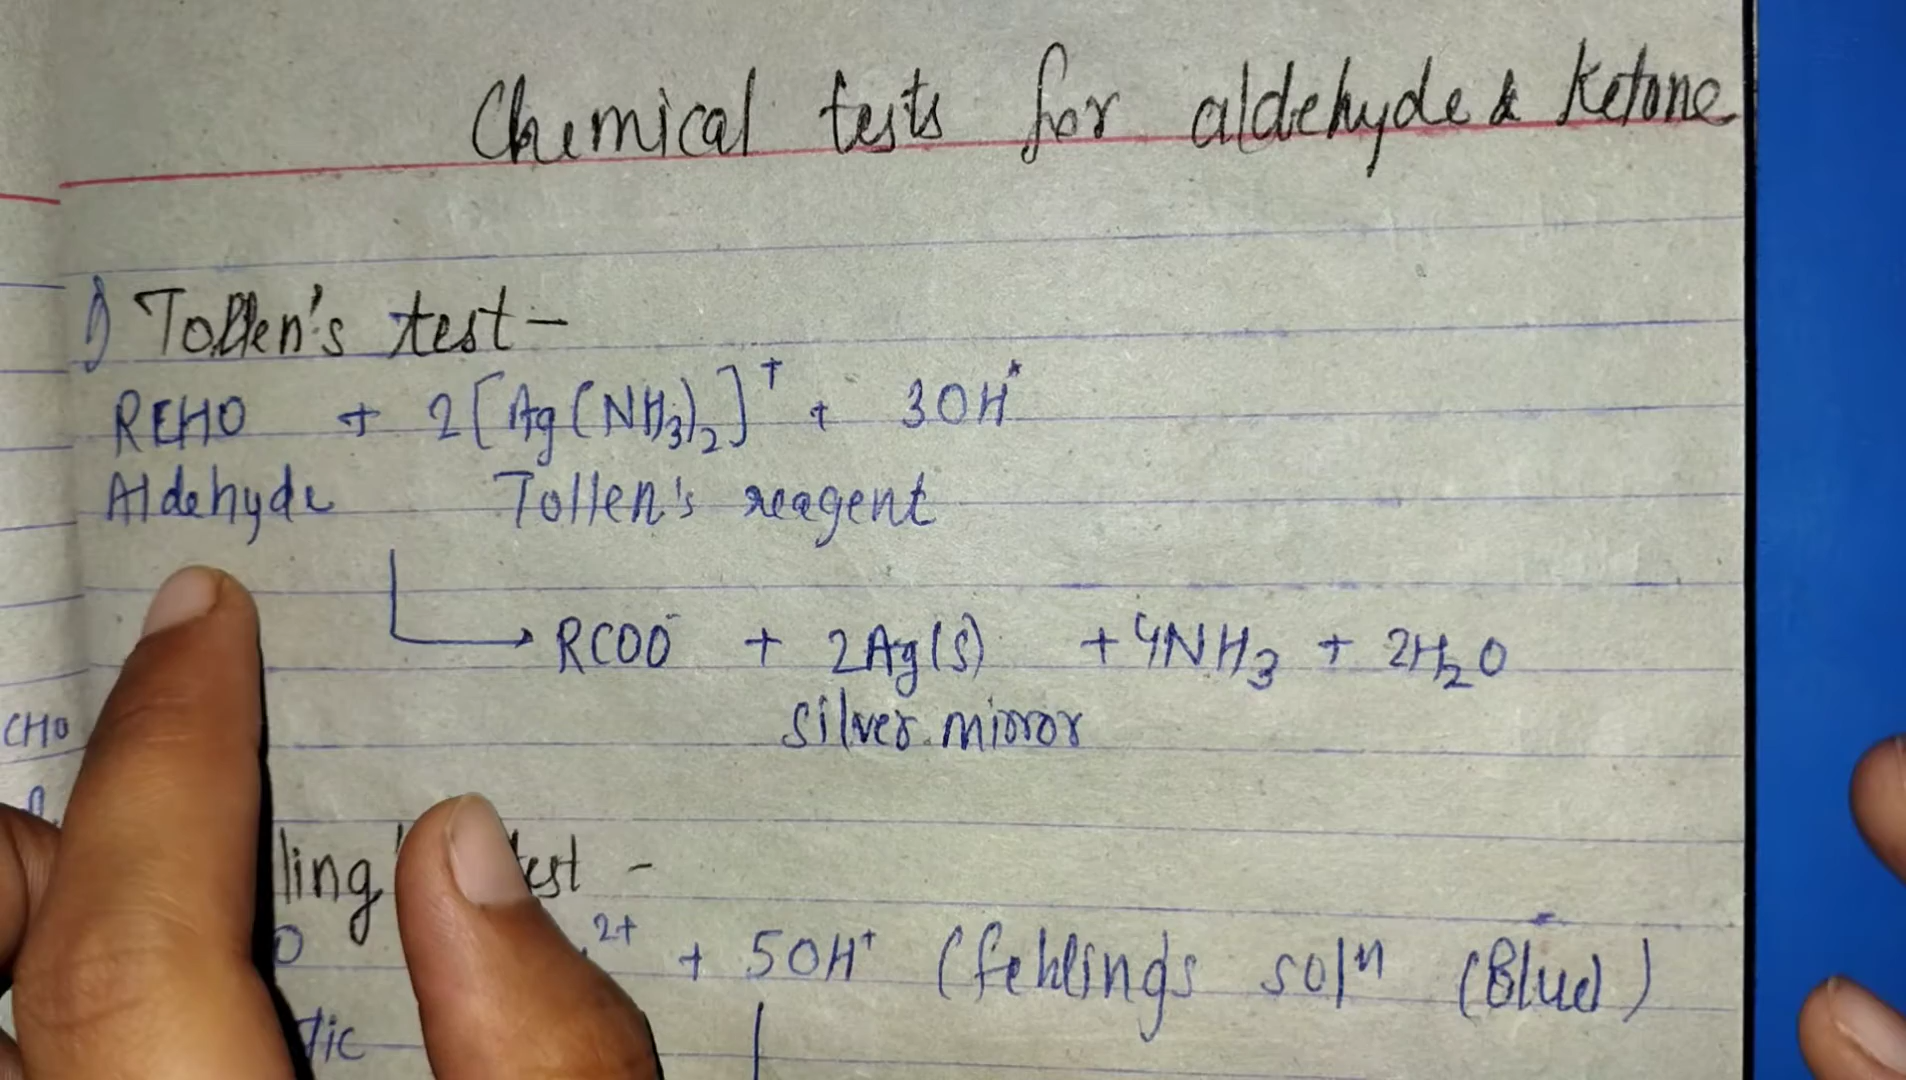 Chemical tests for aldehyde & Ketone
1) Tollen's test-
RCHO + 2[Ag(NH3)2]+ + 3OH
Aldehyde Tollen's reagent
→ RCOO- + 2Ag(s) + 4NH3 + 2H2O
silver mirror
CHO
ling test -
O 2+ + 5OH+ (fehlings soln (Blue)
tic